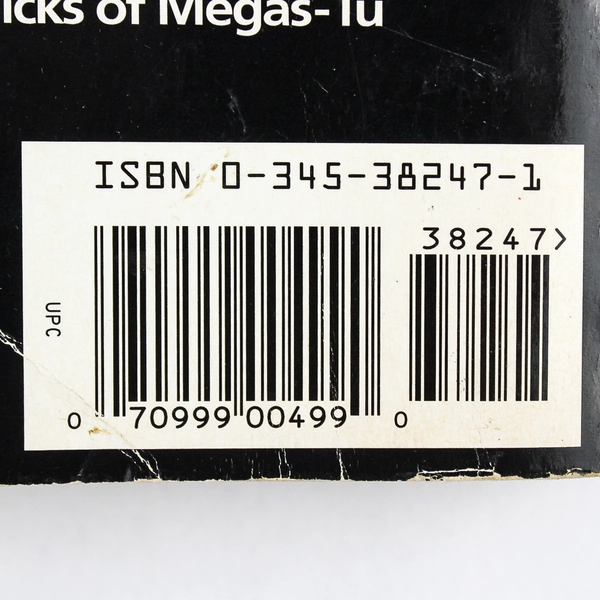 icks of Megas-Tu
ISBN 0-345-38247-1
38247>
UPC
0 70999 00499 0